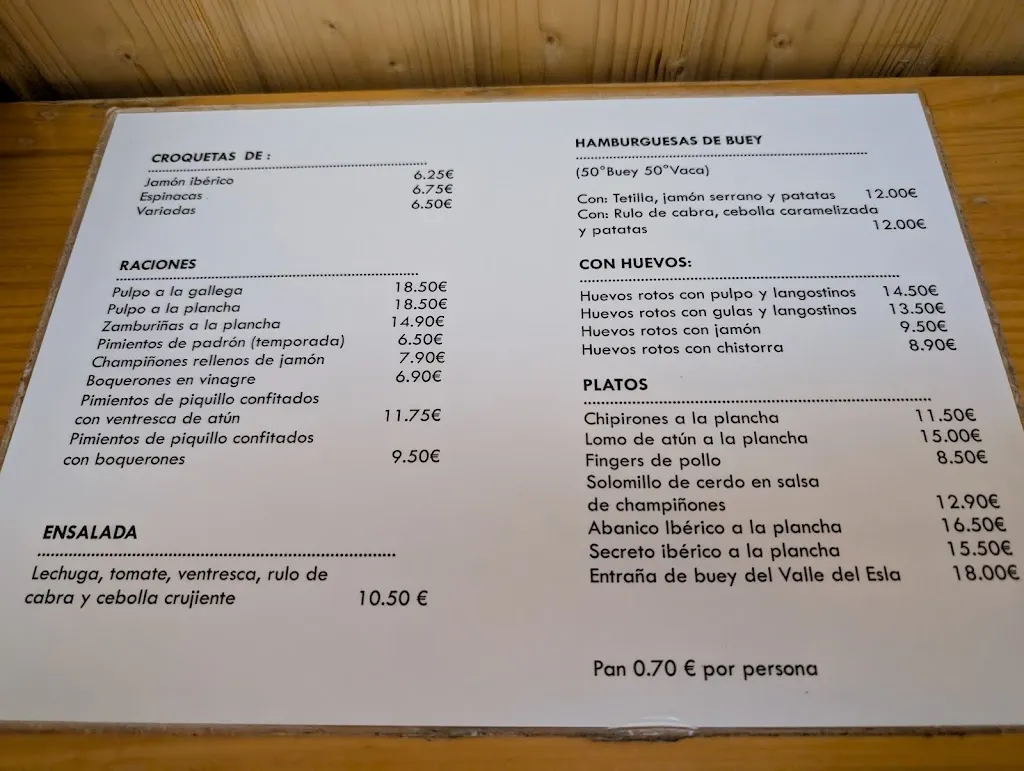 CROQUETAS DE :
Jamón ibérico 6.25€
Espinacas 6.75€
Variadas 6.50€
RACIONES
Pulpo a la gallega 18.50€
Pulpo a la plancha 18.50€
Zamburiñas a la plancha 14.90€
Pimientos de padrón (temporada) 6.50€
Champiñones rellenos de jamón 7.90€
Boquerones en vinagre 6.90€
Pimientos de piquillo confitados
con ventresca de atún 11.75€
Pimientos de piquillo confitados
con boquerones 9.50€
ENSALADA
Lechuga, tomate, ventresca, rulo de
cabra y cebolla crujiente 10.50 €
HAMBURGUESAS DE BUEY
(50°Buey 50°Vaca)
Con: Tetilla, jamón serrano y patatas 12.00€
Con: Rulo de cabra, cebolla caramelizada
y patatas 12.00€
CON HUEVOS:
Huevos rotos con pulpo y langostinos 14.50€
Huevos rotos con gulas y langostinos 13.50€
Huevos rotos con jamón 9.50€
Huevos rotos con chistorra 8.90€
PLATOS
Chipirones a la plancha 11.50€
Lomo de atún a la plancha 15.00€
Fingers de pollo 8.50€
Solomillo de cerdo en salsa
de champiñones 12.90€
Abanico Ibérico a la plancha 16.50€
Secreto ibérico a la plancha 15.50€
Entraña de buey del Valle del Esla 18.00€
Pan 0.70 € por persona